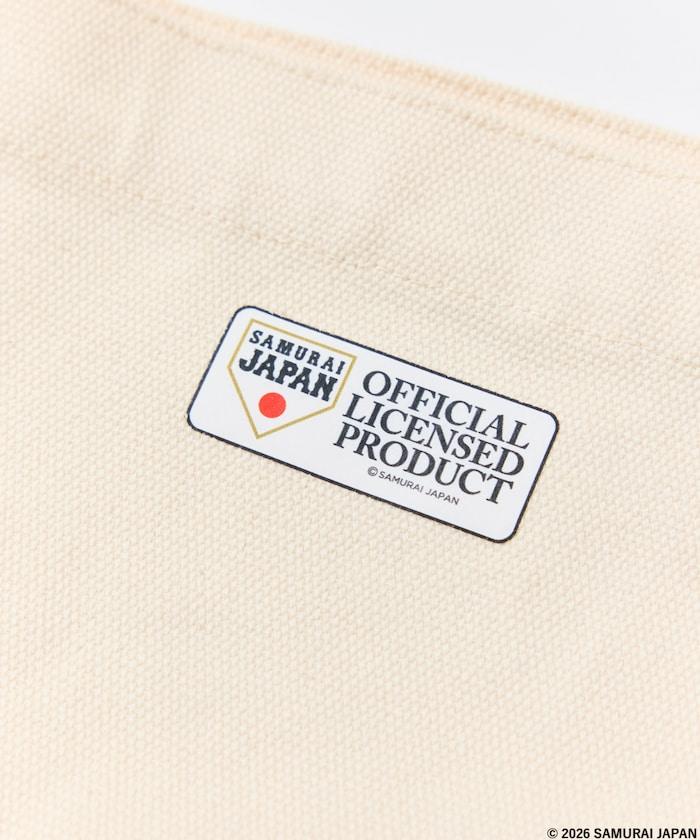 SAMURAI
JAPAN
OFFICIAL
LICENSED
PRODUCT
©SAMURAI JAPAN
© 2026 SAMURAI JAPAN